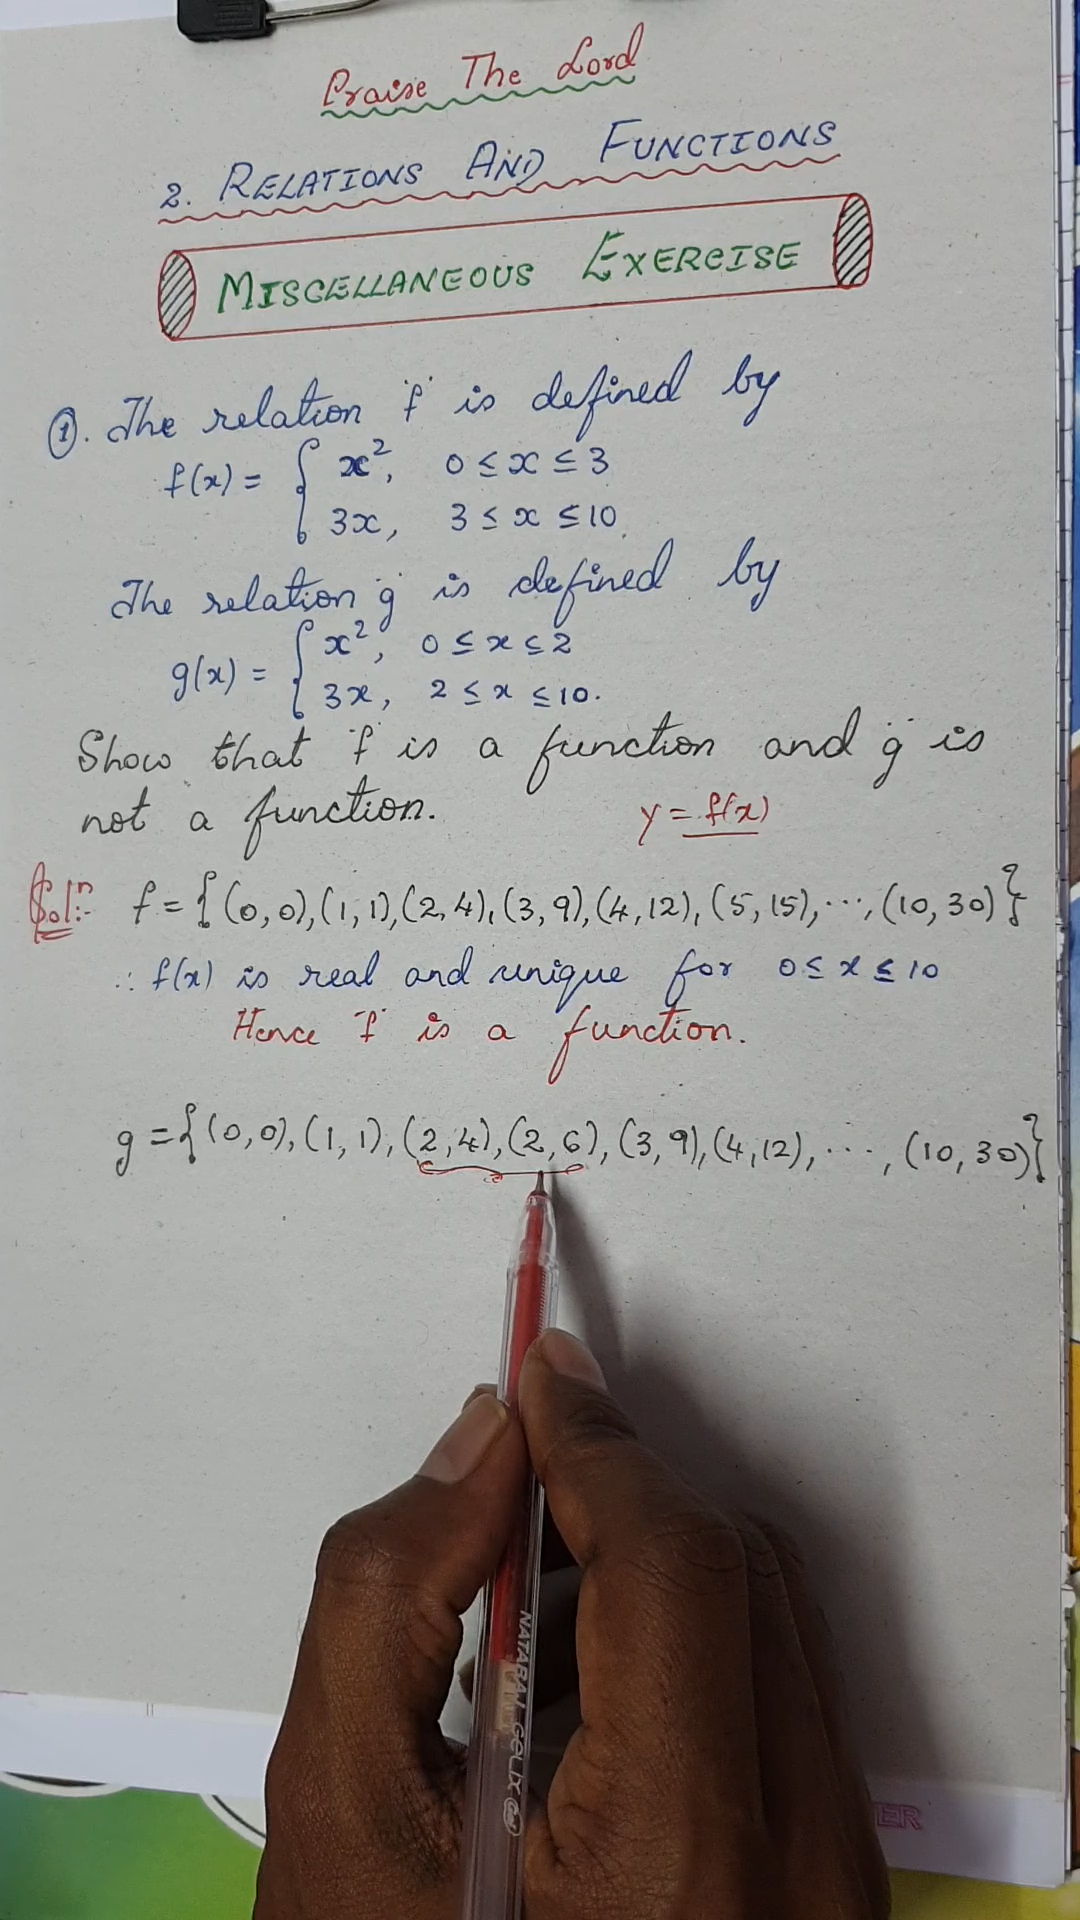 Praise The Lord
2. RELATIONS AND FUNCTIONS
MISCELLANEOUS EXERCISE
①. The relation 'f' is defined by
f(x) = { x², 0 ≤ x ≤ 3
3x, 3 ≤ x ≤ 10.
The relation 'g' is defined by
g(x) = { x², 0 ≤ x ≤ 2
3x, 2 ≤ x ≤ 10.
Show that 'f' is a function and 'g' is
not a function.
y = f(x)
Solⁿ:- f = {(0,0),(1,1),(2,4),(3,9),(4,12),(5,15),...,(10,30)}
∴ f(x) is real and unique for 0 ≤ x ≤ 10
Hence 'f' is a function.
g = {(0,0),(1,1),(2,4),(2,6),(3,9),(4,12),...,(10,30)}
NATARAJ GELIX
ER